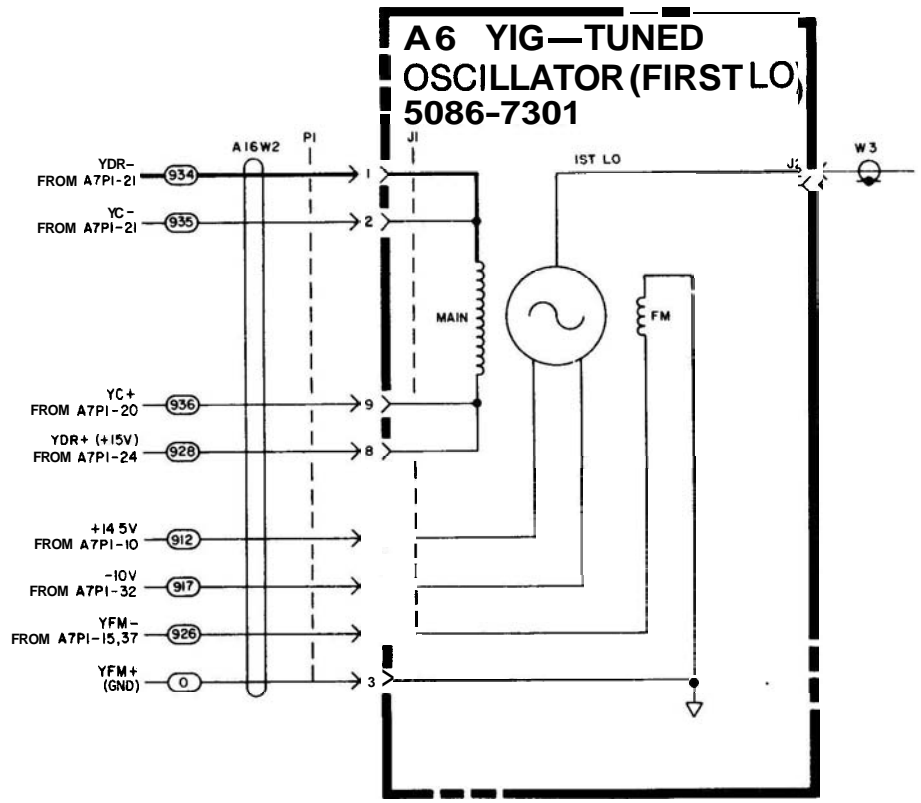 A6 YIG—TUNED
OSCILLATOR (FIRST LO)
5086-7301
A16W2
P1
J1
YDR-
FROM A7P1-21
934
1
1ST LO
J2
W3
YC-
FROM A7P1-21
935
2
MAIN
FM
YC+
FROM A7P1-20
936
9
YDR+ (+15V)
FROM A7P1-24
928
8
+14 5V
FROM A7P1-10
912
-10V
FROM A7P1-32
917
YFM-
FROM A7P1-15,37
926
YFM+
(GND)
0
3